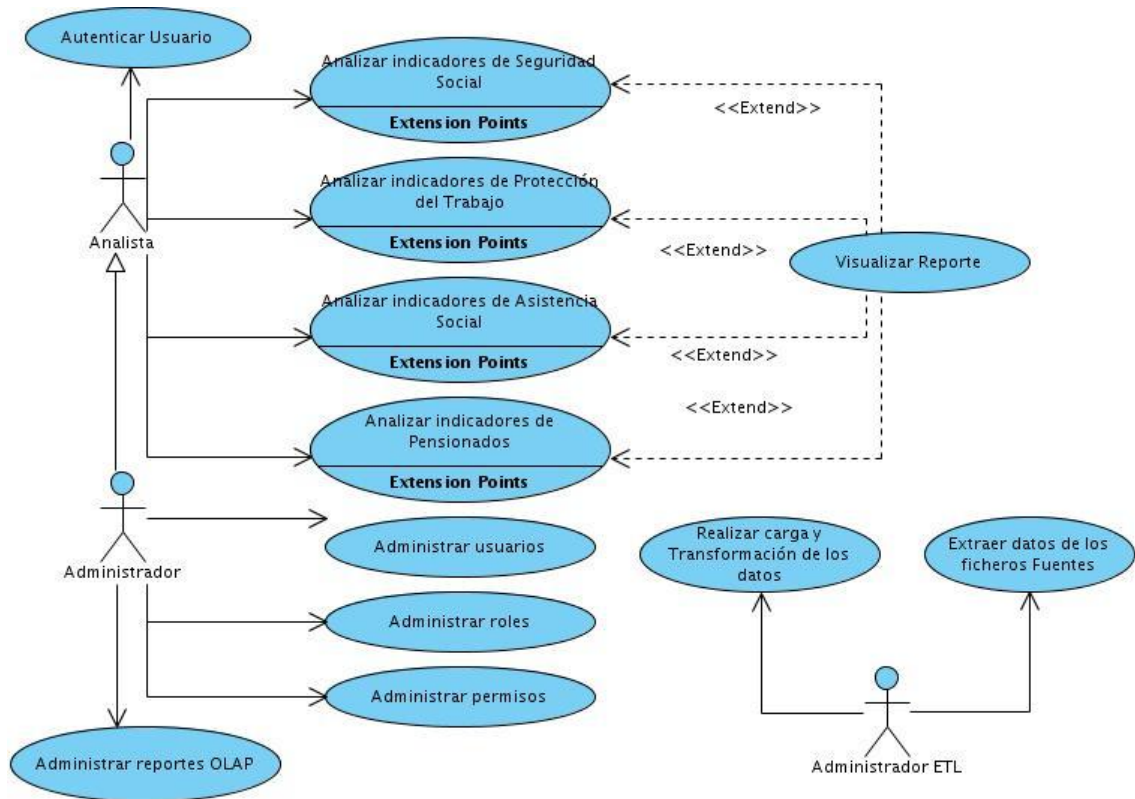 Autenticar Usuario
Analizar indicadores de Seguridad
Social
Extension Points
<<Extend>>
Analizar indicadores de Protección
del Trabajo
Extension Points
<<Extend>>
Analista
Visualizar Reporte
Analizar indicadores de Asistencia
Social
Extension Points
<<Extend>>
<<Extend>>
Analizar indicadores de
Pensionados
Extension Points
Administrador
Administrar usuarios
Realizar carga y
Transformación de los
datos
Extraer datos de los
ficheros Fuentes
Administrar roles
Administrar permisos
Administrar reportes OLAP
Administrador ETL